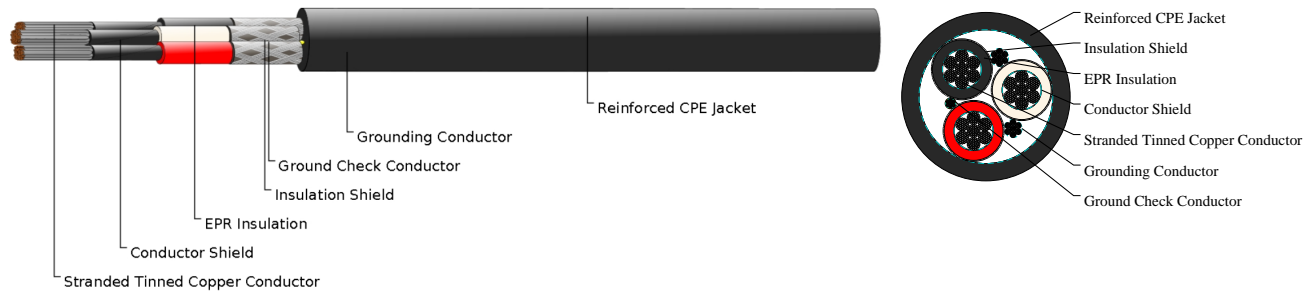 Reinforced CPE Jacket
Grounding Conductor
Ground Check Conductor
Insulation Shield
EPR Insulation
Conductor Shield
Stranded Tinned Copper Conductor
Reinforced CPE Jacket
Insulation Shield
EPR Insulation
Conductor Shield
Stranded Tinned Copper Conductor
Grounding Conductor
Ground Check Conductor